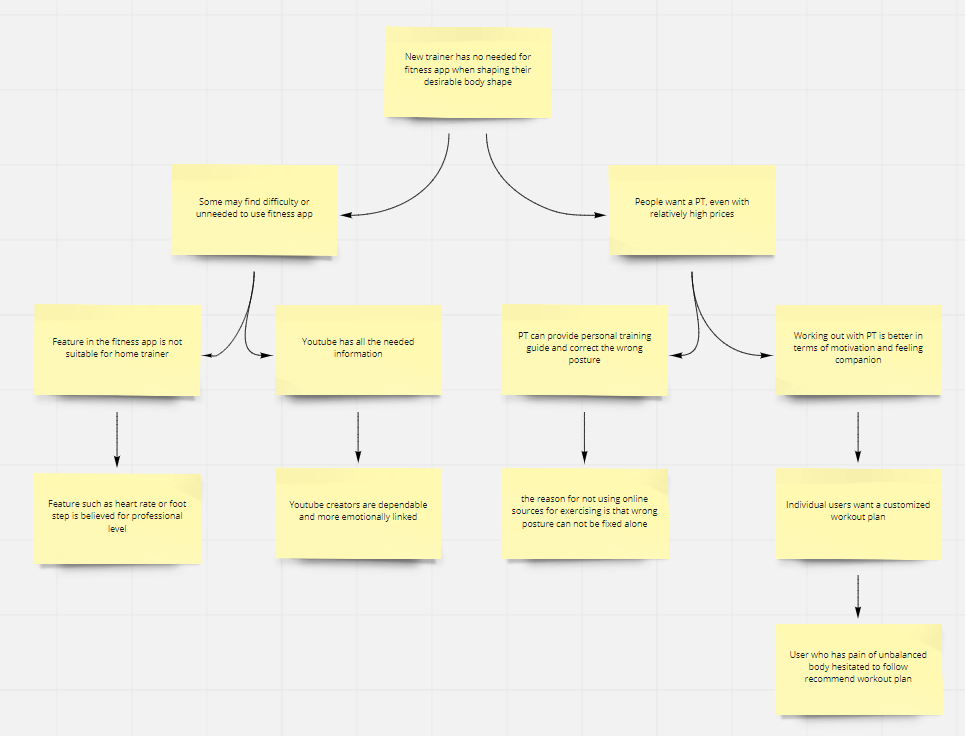 New trainer has no needed for
fitness app when shaping their
desirable body shape
Some may find difficulty or
unneeded to use fitness app
People want a PT, even with
relatively high prices
Feature in the fitness app is not
suitable for home trainer
Youtube has all the needed
information
PT can provide personal training
guide and correct the wrong
posture
Working out with PT is better in
terms of motivation and feeling
companion
Feature such as heart rate or foot
step is believed for professional
level
Youtube creators are dependable
and more emotionally linked
the reason for not using online
sources for exercising is that wrong
posture can not be fixed alone
Individual users want a customized
workout plan
User who has pain of unbalanced
body hesitated to follow
recommend workout plan